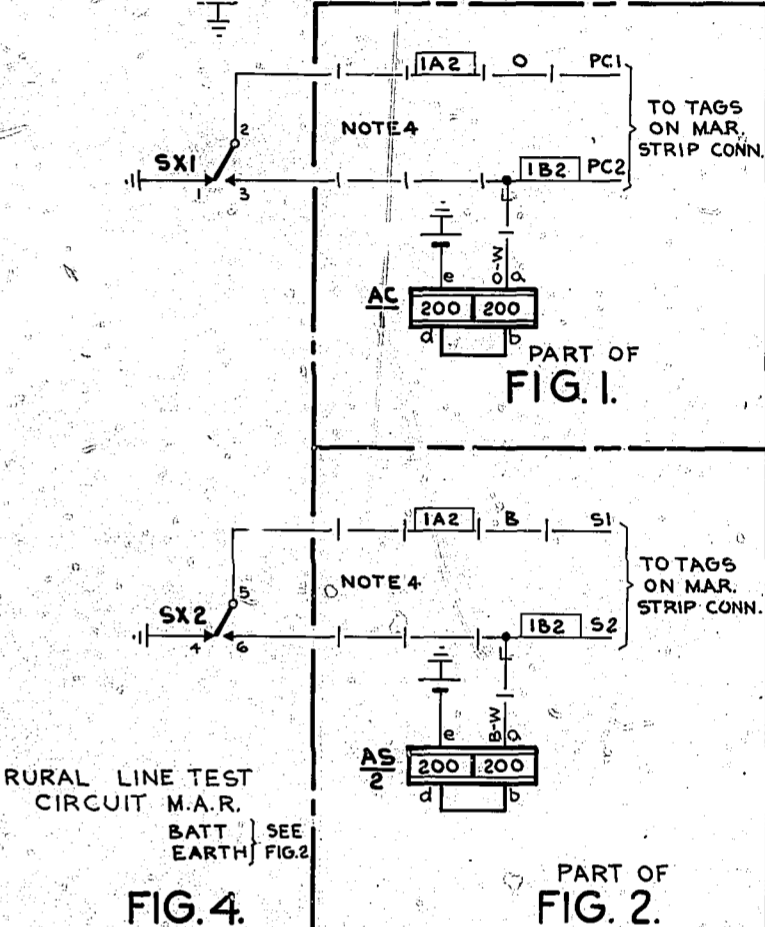 1A2 O PC1
2
NOTE 4
TO TAGS
ON M.A.R.
STRIP CONN.
SX1
1 3
1B2 PC2
e O-W a
AC
1
200 200
d b
PART OF
FIG. 1.
1A2 B S1
5
NOTE 4
TO TAGS
ON M.A.R.
STRIP CONN.
SX2
4 6
1B2 S2
e B-W a
AS
2
200 200
d b
RURAL LINE TEST
CIRCUIT M.A.R.
BATT } SEE
EARTH } FIG.2
FIG. 4.
PART OF
FIG. 2.